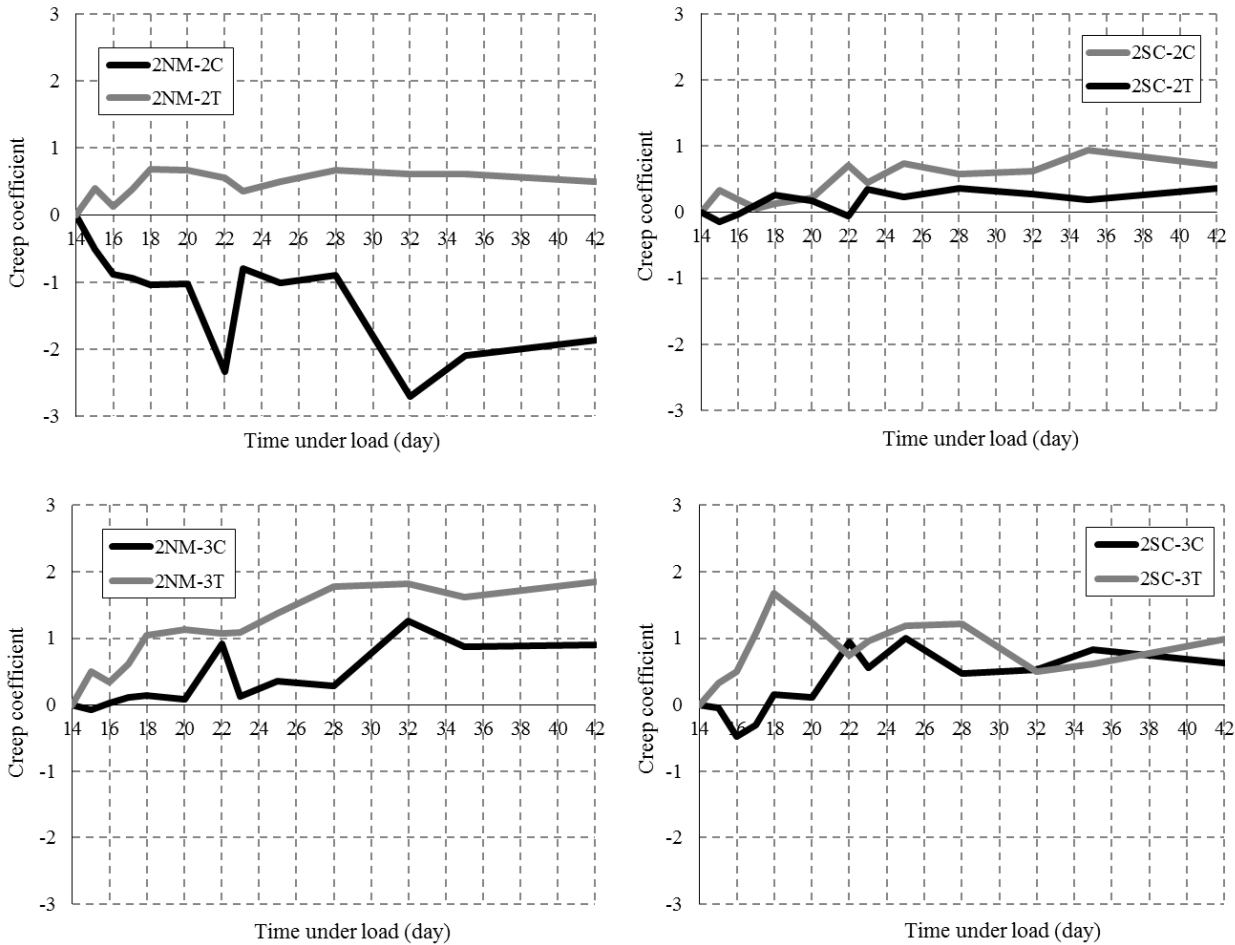 3
2
1
0
-1
-2
-3
14 16 18 20 22 24 26 28 30 32 34 36 38 40 42
Creep coefficient
Time under load (day)
2NM-2C
2NM-2T
3
2
1
0
-1
-2
-3
14 16 18 20 22 24 26 28 30 32 34 36 38 40 42
Creep coefficient
Time under load (day)
2SC-2C
2SC-2T
3
2
1
0
-1
-2
-3
14 16 18 20 22 24 26 28 30 32 34 36 38 40 42
Creep coefficient
Time under load (day)
2NM-3C
2NM-3T
3
2
1
0
-1
-2
-3
14 16 18 20 22 24 26 28 30 32 34 36 38 40 42
Creep coefficient
Time under load (day)
2SC-3C
2SC-3T